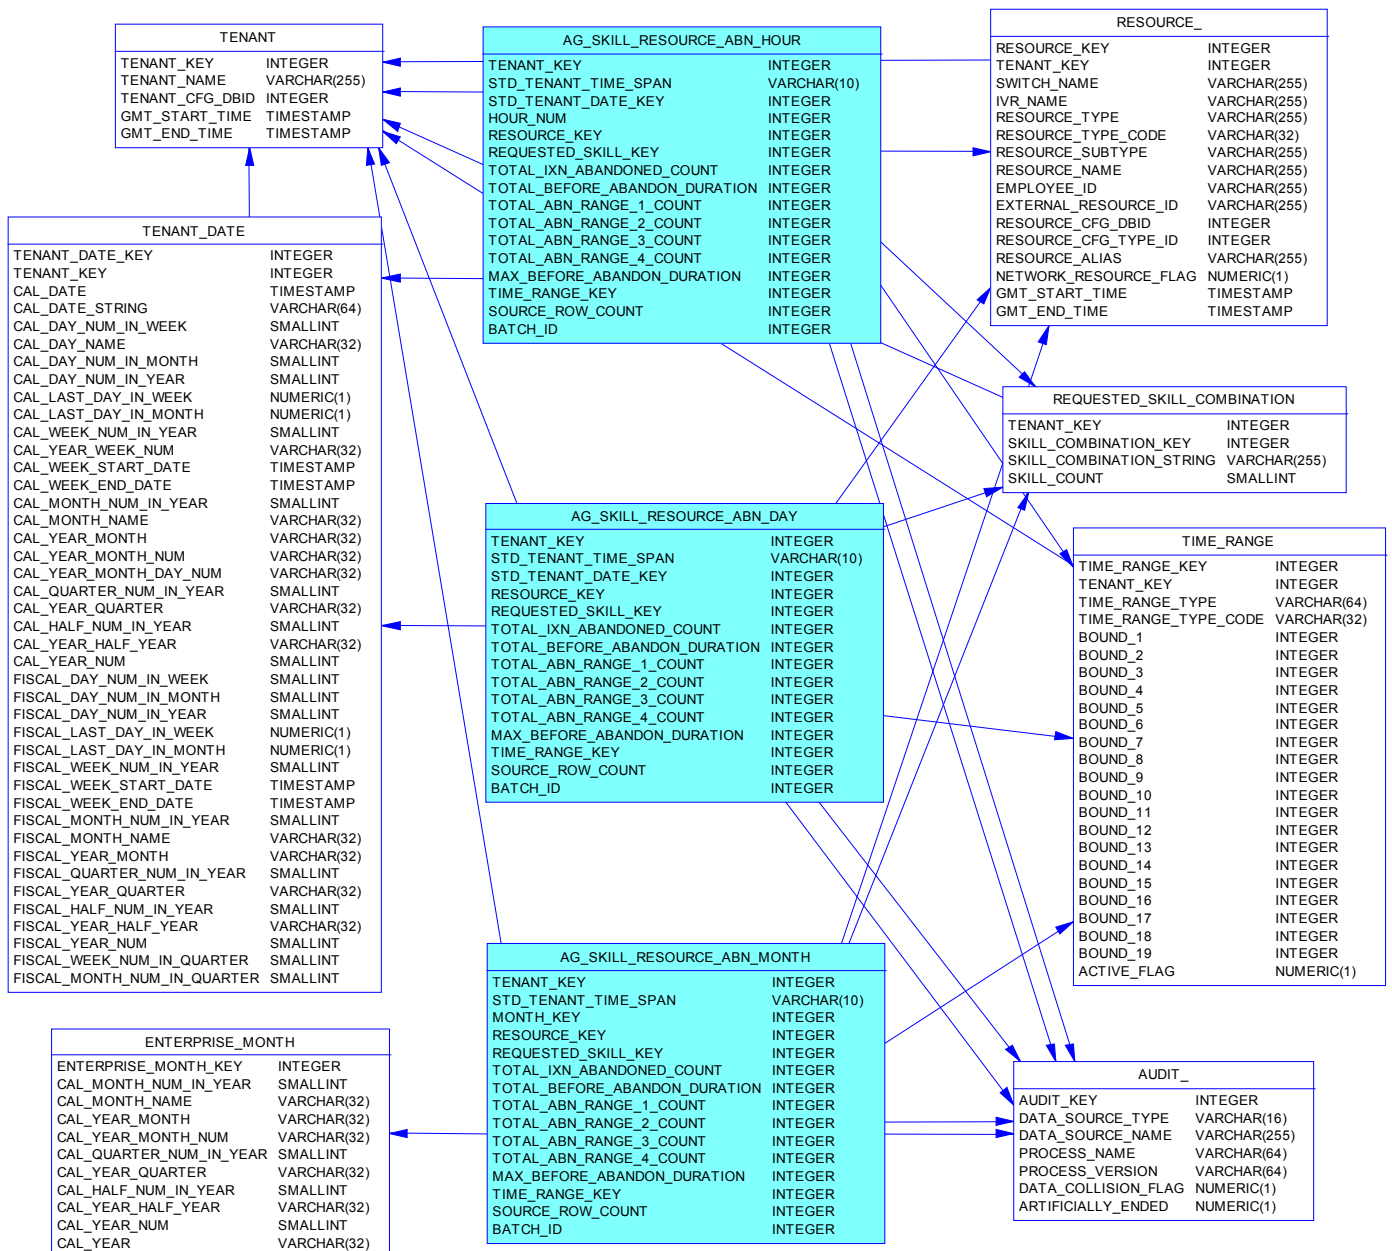 TENANT
TENANT_KEY INTEGER
TENANT_NAME VARCHAR(255)
TENANT_CFG_DBID INTEGER
GMT_START_TIME TIMESTAMP
GMT_END_TIME TIMESTAMP
AG_SKILL_RESOURCE_ABN_HOUR
TENANT_KEY INTEGER
STD_TENANT_TIME_SPAN VARCHAR(10)
STD_TENANT_DATE_KEY INTEGER
HOUR_NUM INTEGER
RESOURCE_KEY INTEGER
REQUESTED_SKILL_KEY INTEGER
TOTAL_IXN_ABANDONED_COUNT INTEGER
TOTAL_BEFORE_ABANDON_DURATION INTEGER
TOTAL_ABN_RANGE_1_COUNT INTEGER
TOTAL_ABN_RANGE_2_COUNT INTEGER
TOTAL_ABN_RANGE_3_COUNT INTEGER
TOTAL_ABN_RANGE_4_COUNT INTEGER
MAX_BEFORE_ABANDON_DURATION INTEGER
TIME_RANGE_KEY INTEGER
SOURCE_ROW_COUNT INTEGER
BATCH_ID INTEGER
RESOURCE_
RESOURCE_KEY INTEGER
TENANT_KEY INTEGER
SWITCH_NAME VARCHAR(255)
IVR_NAME VARCHAR(255)
RESOURCE_TYPE VARCHAR(255)
RESOURCE_TYPE_CODE VARCHAR(32)
RESOURCE_SUBTYPE VARCHAR(255)
RESOURCE_NAME VARCHAR(255)
EMPLOYEE_ID VARCHAR(255)
EXTERNAL_RESOURCE_ID VARCHAR(255)
RESOURCE_CFG_DBID INTEGER
RESOURCE_CFG_TYPE_ID INTEGER
RESOURCE_ALIAS VARCHAR(255)
NETWORK_RESOURCE_FLAG NUMERIC(1)
GMT_START_TIME TIMESTAMP
GMT_END_TIME TIMESTAMP
TENANT_DATE
TENANT_DATE_KEY INTEGER
TENANT_KEY INTEGER
CAL_DATE TIMESTAMP
CAL_DATE_STRING VARCHAR(64)
CAL_DAY_NUM_IN_WEEK SMALLINT
CAL_DAY_NAME VARCHAR(32)
CAL_DAY_NUM_IN_MONTH SMALLINT
CAL_DAY_NUM_IN_YEAR SMALLINT
CAL_LAST_DAY_IN_WEEK NUMERIC(1)
CAL_LAST_DAY_IN_MONTH NUMERIC(1)
CAL_WEEK_NUM_IN_YEAR SMALLINT
CAL_YEAR_WEEK_NUM VARCHAR(32)
CAL_WEEK_START_DATE TIMESTAMP
CAL_WEEK_END_DATE TIMESTAMP
CAL_MONTH_NUM_IN_YEAR SMALLINT
CAL_MONTH_NAME VARCHAR(32)
CAL_YEAR_MONTH VARCHAR(32)
CAL_YEAR_MONTH_NUM VARCHAR(32)
CAL_YEAR_MONTH_DAY_NUM VARCHAR(32)
CAL_QUARTER_NUM_IN_YEAR SMALLINT
CAL_YEAR_QUARTER VARCHAR(32)
CAL_HALF_NUM_IN_YEAR SMALLINT
CAL_YEAR_HALF_YEAR VARCHAR(32)
CAL_YEAR_NUM SMALLINT
FISCAL_DAY_NUM_IN_WEEK SMALLINT
FISCAL_DAY_NUM_IN_MONTH SMALLINT
FISCAL_DAY_NUM_IN_YEAR SMALLINT
FISCAL_LAST_DAY_IN_WEEK NUMERIC(1)
FISCAL_LAST_DAY_IN_MONTH NUMERIC(1)
FISCAL_WEEK_NUM_IN_YEAR SMALLINT
FISCAL_WEEK_START_DATE TIMESTAMP
FISCAL_WEEK_END_DATE TIMESTAMP
FISCAL_MONTH_NUM_IN_YEAR SMALLINT
FISCAL_MONTH_NAME VARCHAR(32)
FISCAL_YEAR_MONTH VARCHAR(32)
FISCAL_QUARTER_NUM_IN_YEAR SMALLINT
FISCAL_YEAR_QUARTER VARCHAR(32)
FISCAL_HALF_NUM_IN_YEAR SMALLINT
FISCAL_YEAR_HALF_YEAR VARCHAR(32)
FISCAL_YEAR_NUM SMALLINT
FISCAL_WEEK_NUM_IN_QUARTER SMALLINT
FISCAL_MONTH_NUM_IN_QUARTER SMALLINT
REQUESTED_SKILL_COMBINATION
TENANT_KEY INTEGER
SKILL_COMBINATION_KEY INTEGER
SKILL_COMBINATION_STRING VARCHAR(255)
SKILL_COUNT SMALLINT
AG_SKILL_RESOURCE_ABN_DAY
TENANT_KEY INTEGER
STD_TENANT_TIME_SPAN VARCHAR(10)
STD_TENANT_DATE_KEY INTEGER
RESOURCE_KEY INTEGER
REQUESTED_SKILL_KEY INTEGER
TOTAL_IXN_ABANDONED_COUNT INTEGER
TOTAL_BEFORE_ABANDON_DURATION INTEGER
TOTAL_ABN_RANGE_1_COUNT INTEGER
TOTAL_ABN_RANGE_2_COUNT INTEGER
TOTAL_ABN_RANGE_3_COUNT INTEGER
TOTAL_ABN_RANGE_4_COUNT INTEGER
MAX_BEFORE_ABANDON_DURATION INTEGER
TIME_RANGE_KEY INTEGER
SOURCE_ROW_COUNT INTEGER
BATCH_ID INTEGER
TIME_RANGE
TIME_RANGE_KEY INTEGER
TENANT_KEY INTEGER
TIME_RANGE_TYPE VARCHAR(64)
TIME_RANGE_TYPE_CODE VARCHAR(32)
BOUND_1 INTEGER
BOUND_2 INTEGER
BOUND_3 INTEGER
BOUND_4 INTEGER
BOUND_5 INTEGER
BOUND_6 INTEGER
BOUND_7 INTEGER
BOUND_8 INTEGER
BOUND_9 INTEGER
BOUND_10 INTEGER
BOUND_11 INTEGER
BOUND_12 INTEGER
BOUND_13 INTEGER
BOUND_14 INTEGER
BOUND_15 INTEGER
BOUND_16 INTEGER
BOUND_17 INTEGER
BOUND_18 INTEGER
BOUND_19 INTEGER
ACTIVE_FLAG NUMERIC(1)
AG_SKILL_RESOURCE_ABN_MONTH
TENANT_KEY INTEGER
STD_TENANT_TIME_SPAN VARCHAR(10)
MONTH_KEY INTEGER
RESOURCE_KEY INTEGER
REQUESTED_SKILL_KEY INTEGER
TOTAL_IXN_ABANDONED_COUNT INTEGER
TOTAL_BEFORE_ABANDON_DURATION INTEGER
TOTAL_ABN_RANGE_1_COUNT INTEGER
TOTAL_ABN_RANGE_2_COUNT INTEGER
TOTAL_ABN_RANGE_3_COUNT INTEGER
TOTAL_ABN_RANGE_4_COUNT INTEGER
MAX_BEFORE_ABANDON_DURATION INTEGER
TIME_RANGE_KEY INTEGER
SOURCE_ROW_COUNT INTEGER
BATCH_ID INTEGER
ENTERPRISE_MONTH
ENTERPRISE_MONTH_KEY INTEGER
CAL_MONTH_NUM_IN_YEAR SMALLINT
CAL_MONTH_NAME VARCHAR(32)
CAL_YEAR_MONTH VARCHAR(32)
CAL_YEAR_MONTH_NUM VARCHAR(32)
CAL_QUARTER_NUM_IN_YEAR SMALLINT
CAL_YEAR_QUARTER VARCHAR(32)
CAL_HALF_NUM_IN_YEAR SMALLINT
CAL_YEAR_HALF_YEAR VARCHAR(32)
CAL_YEAR_NUM SMALLINT
CAL_YEAR VARCHAR(32)
AUDIT_
AUDIT_KEY INTEGER
DATA_SOURCE_TYPE VARCHAR(16)
DATA_SOURCE_NAME VARCHAR(255)
PROCESS_NAME VARCHAR(64)
PROCESS_VERSION VARCHAR(64)
DATA_COLLISION_FLAG NUMERIC(1)
ARTIFICIALLY_ENDED NUMERIC(1)